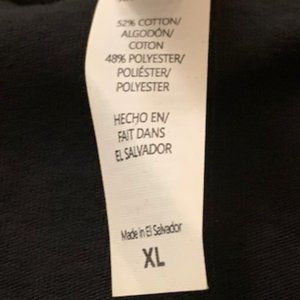 52% COTTON/
ALGODÓN/
COTON
48% POLYESTER/
POLIÉSTER/
POLYESTER
HECHO EN/
FAIT DANS
EL SALVADOR
Made in El Salvador
XL